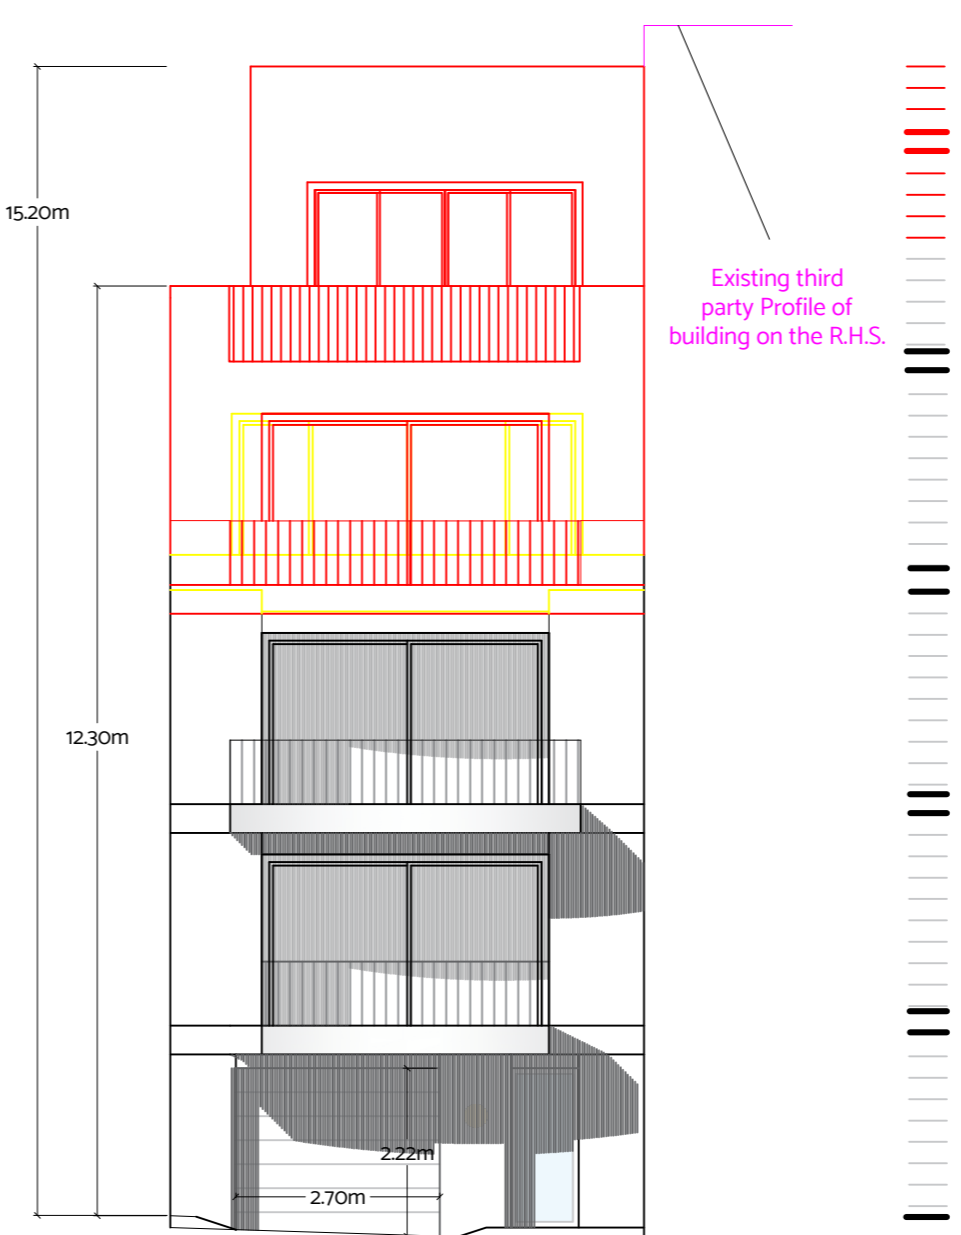 15.20m
Existing third
party Profile of
building on the R.H.S.
12.30m
2.22m
2.70m